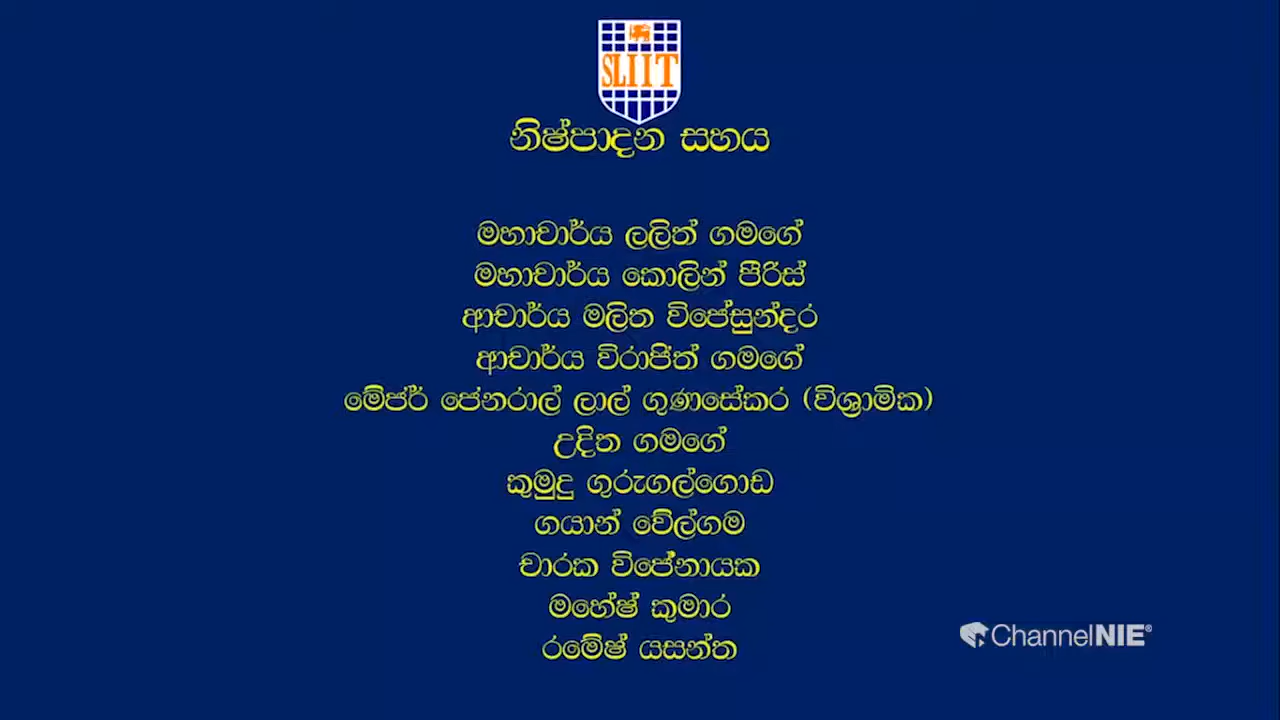 SLIIT
නිෂ්පාදන සහය
මහාචාර්ය ලලිත් ගමගේ
මහාචාර්ය කොලින් පීරිස්
ආචාර්ය මලිත විජේසුන්දර
ආචාර්ය විරාජිත් ගමගේ
මේජර් ජෙනරාල් ලාල් ගුණසේකර (විශ්‍රාමික)
උදිත ගමගේ
කුමුදු ගුරුගල්ගොඩ
ගයාන් වේල්ගම
චාරක විජේනායක
මහේෂ් කුමාර
රමේෂ් යසන්ත
ChannelNIE®